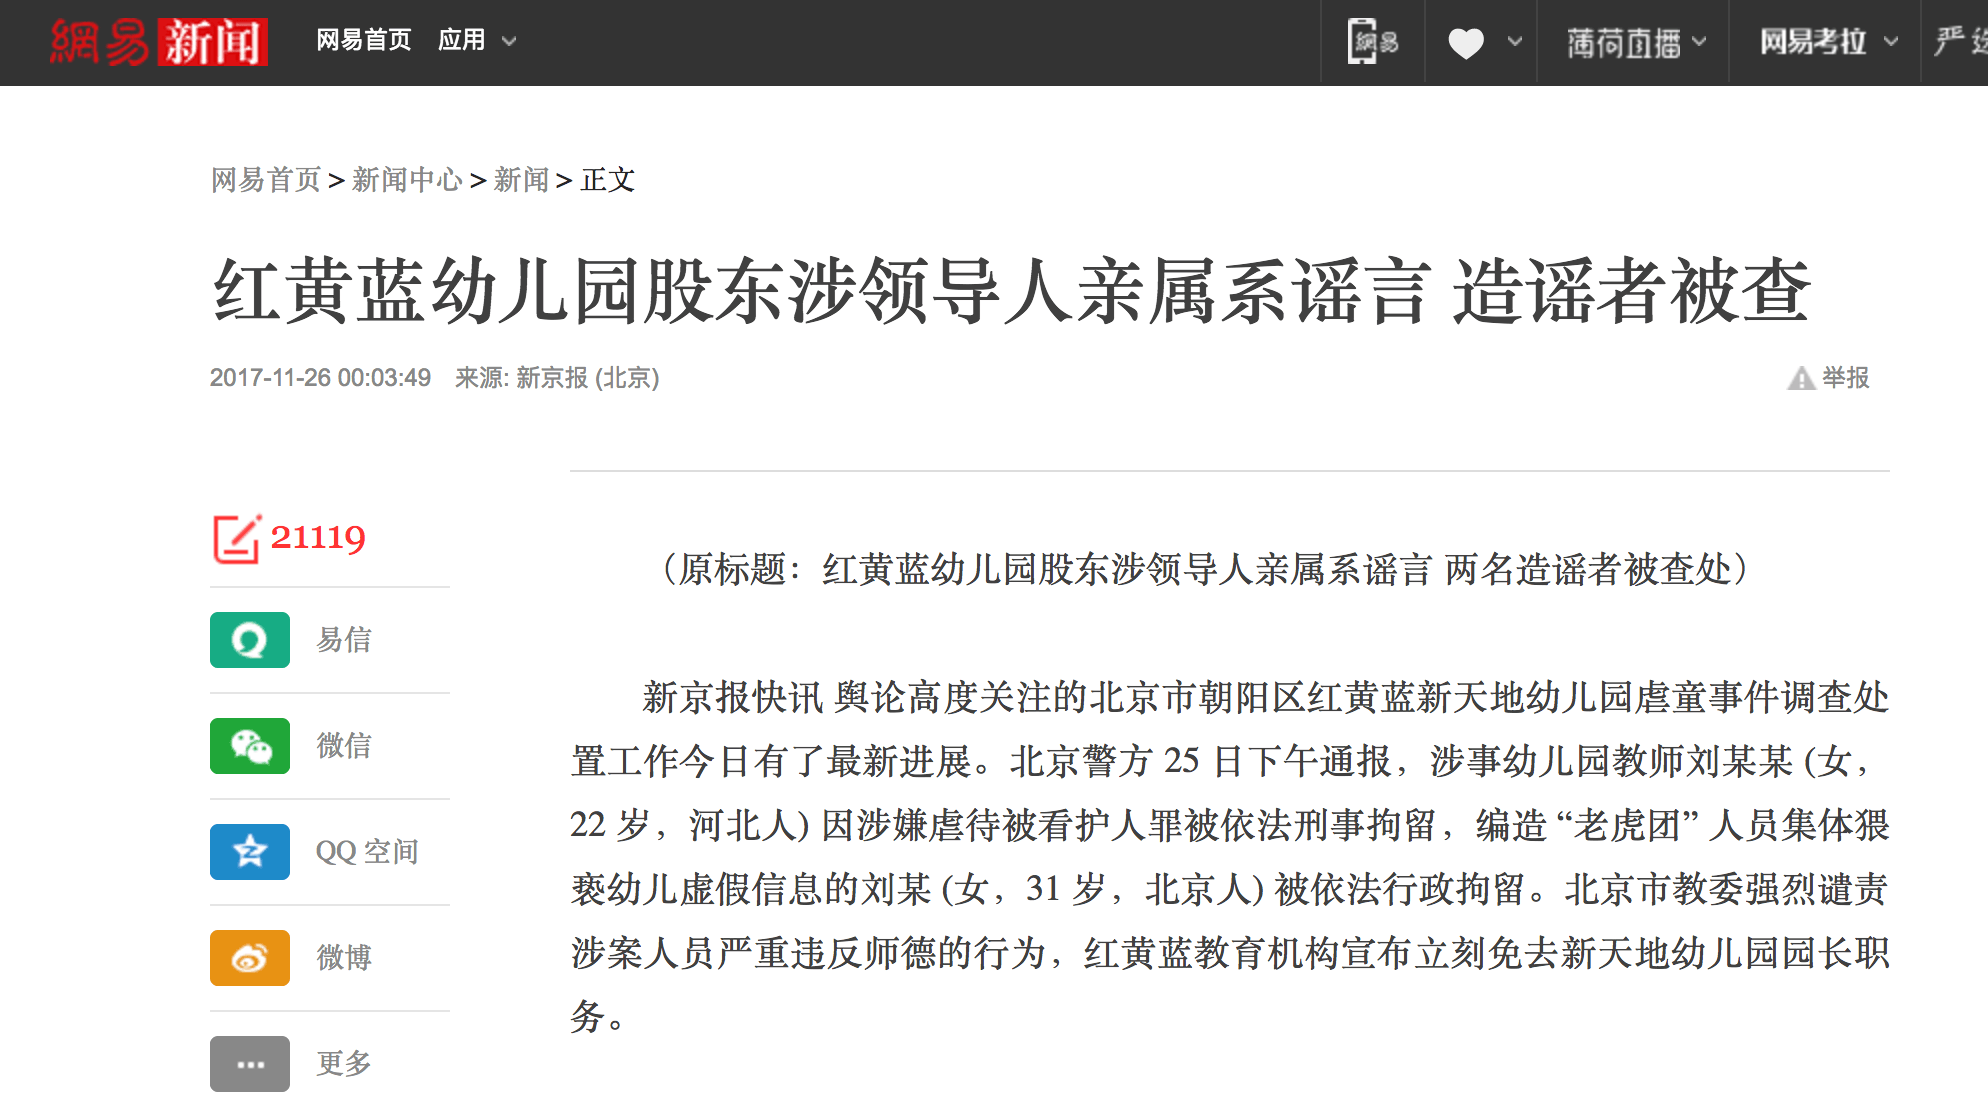 網易 新闻 网易首页 应用 網易 薄荷直播 网易考拉 严选
网易首页 > 新闻中心 > 新闻 > 正文
红黄蓝幼儿园股东涉领导人亲属系谣言 造谣者被查
2017-11-26 00:03:49 来源: 新京报 (北京) 举报
21119
易信
微信
QQ 空间
微博
更多
（原标题：红黄蓝幼儿园股东涉领导人亲属系谣言 两名造谣者被查处）
新京报快讯 舆论高度关注的北京市朝阳区红黄蓝新天地幼儿园虐童事件调查处
置工作今日有了最新进展。北京警方 25 日下午通报，涉事幼儿园教师刘某某 (女，
22 岁，河北人) 因涉嫌虐待被看护人罪被依法刑事拘留，编造 “老虎团” 人员集体猥
亵幼儿虚假信息的刘某 (女，31 岁，北京人) 被依法行政拘留。北京市教委强烈谴责
涉案人员严重违反师德的行为，红黄蓝教育机构宣布立刻免去新天地幼儿园园长职
务。